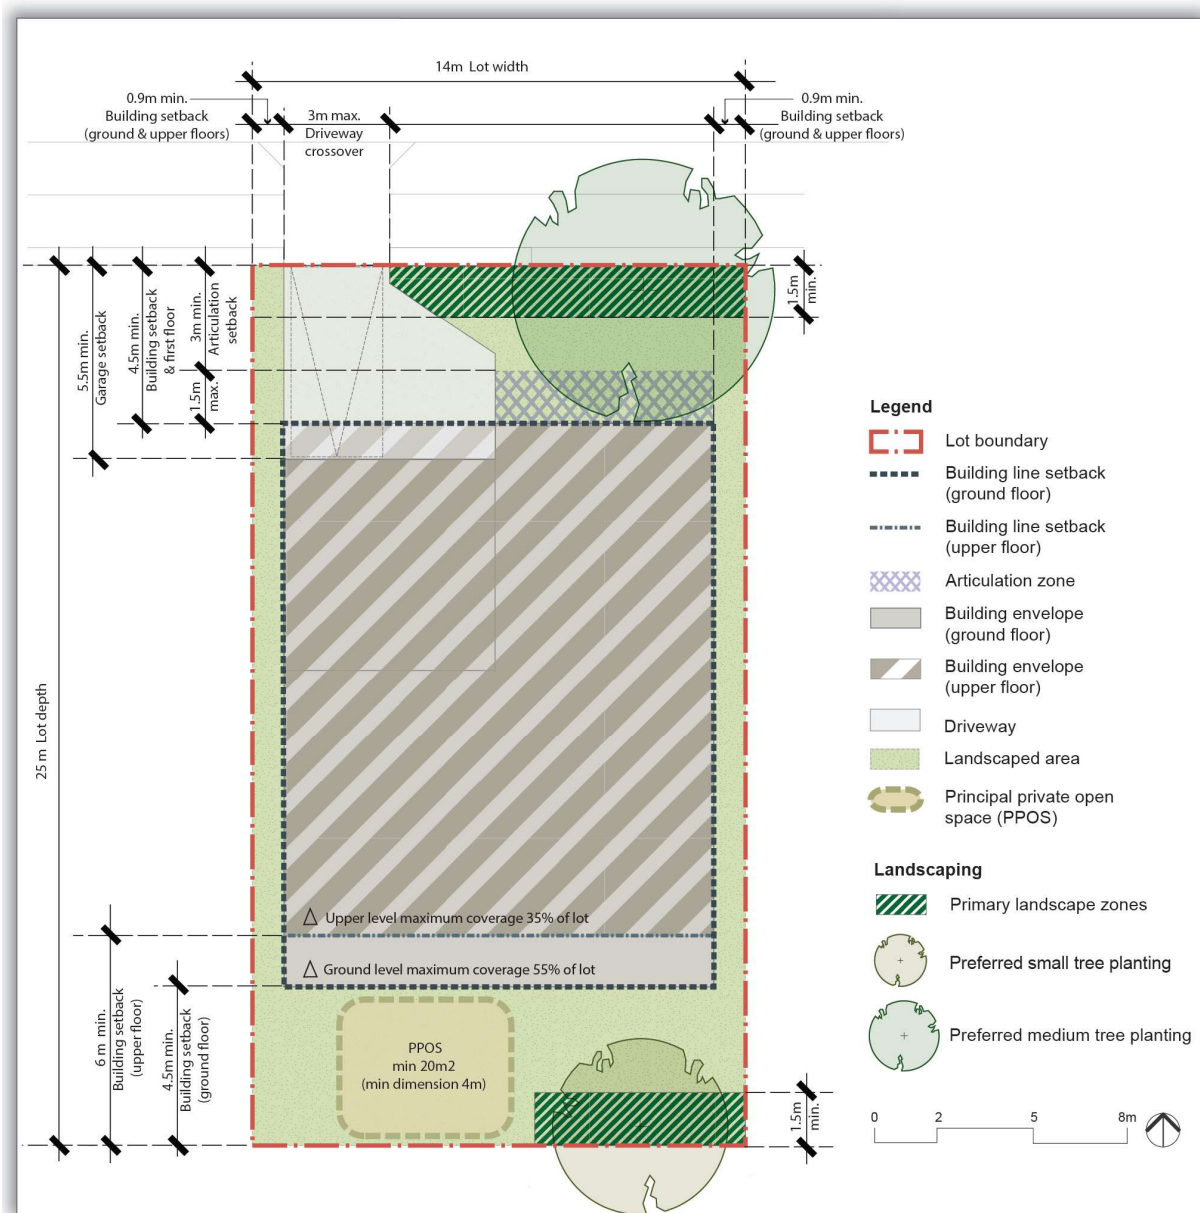 14m Lot width
0.9m min.
Building setback
(ground & upper floors)
3m max.
Driveway
crossover
0.9m min.
Building setback
(ground & upper floors)
5.5m min.
Garage setback
4.5m min.
Building setback
& first floor
3m min.
Articulation
setback
1.5m
max.
1.5m
min.
25 m Lot depth
Upper level maximum coverage 35% of lot
Ground level maximum coverage 55% of lot
6 m min.
Building setback
(upper floor)
4.5m min.
Building setback
(ground floor)
PPOS
min 20m2
(min dimension 4m)
1.5m
min.
Legend
Lot boundary
Building line setback
(ground floor)
Building line setback
(upper floor)
Articulation zone
Building envelope
(ground floor)
Building envelope
(upper floor)
Driveway
Landscaped area
Principal private open
space (PPOS)
Landscaping
Primary landscape zones
Preferred small tree planting
Preferred medium tree planting
0 2 5 8m